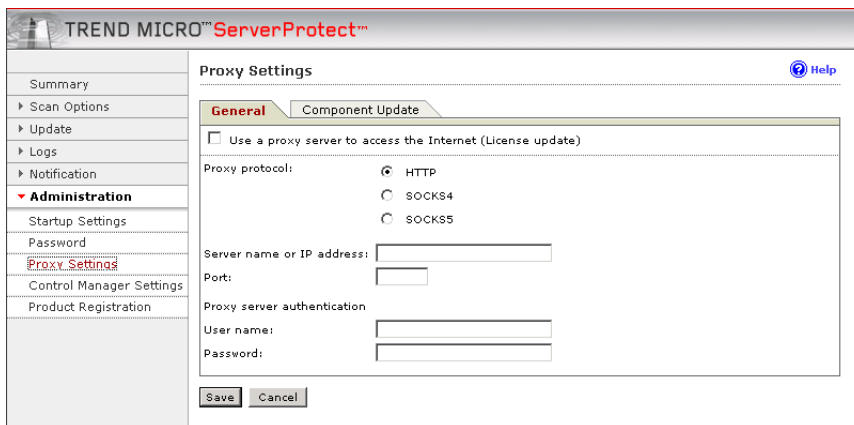 TREND MICRO™ServerProtect™
Summary
Scan Options
Update
Logs
Notification
Administration
Startup Settings
Password
Proxy Settings
Control Manager Settings
Product Registration
Proxy Settings
Help
General
Component Update
Use a proxy server to access the Internet (License update)
Proxy protocol:
HTTP
SOCKS4
SOCKS5
Server name or IP address:
Port:
Proxy server authentication
User name:
Password:
Save
Cancel